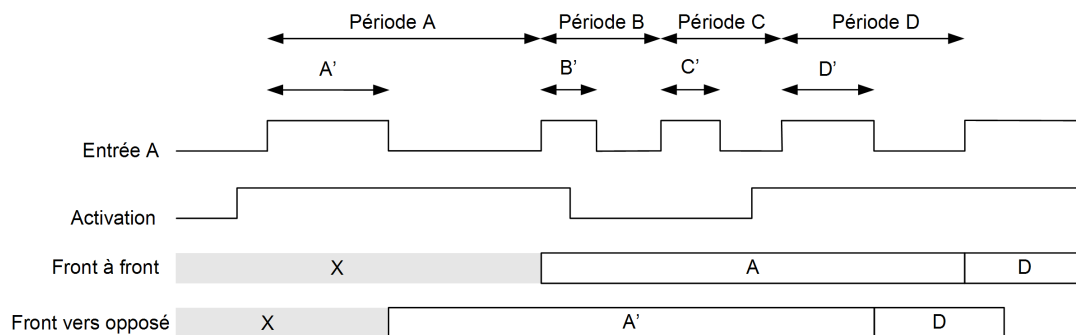 Période A Période B Période C Période D
A' B' C' D'
Entrée A
Activation
Front à front X A D
Front vers opposé X A' D